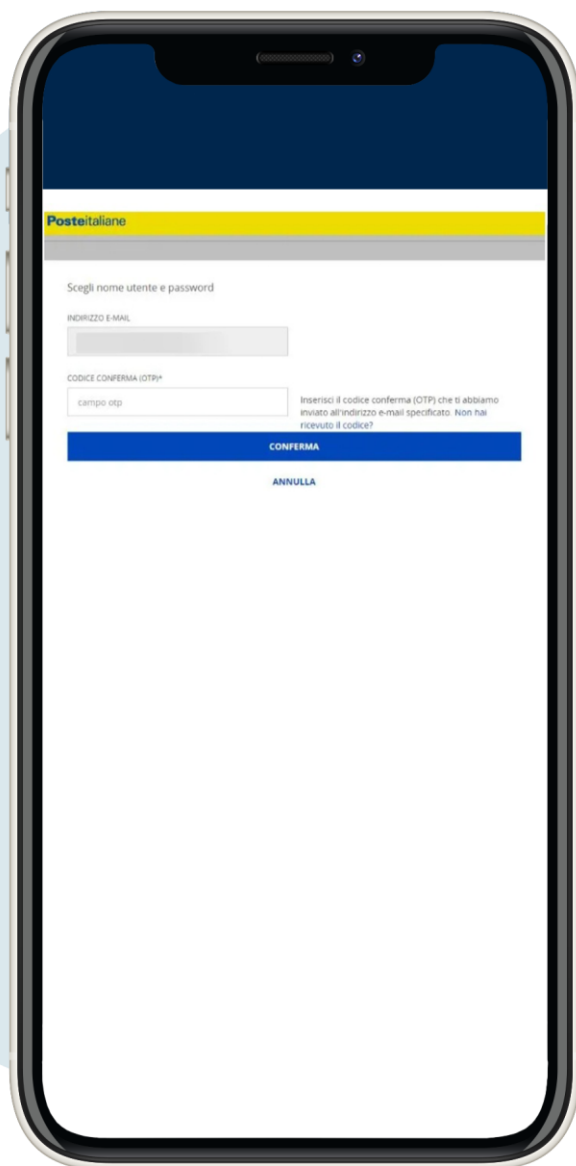 Posteitaliane
Scegli nome utente e password
INDIRIZZO E-MAIL
CODICE CONFERMA (OTP)*
campo otp
Inserisci il codice conferma (OTP) che ti abbiamo
inviato all'indirizzo e-mail specificato. Non hai
ricevuto il codice?
CONFERMA
ANNULLA